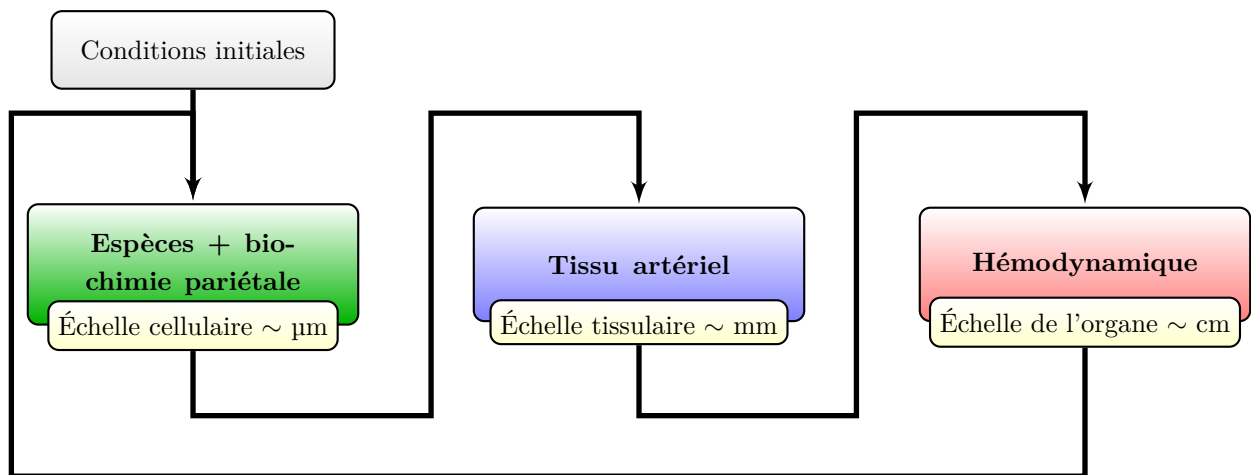 Conditions initiales
Espèces + bio-
chimie pariétale
Échelle cellulaire ∼ µm
Tissu artériel
Échelle tissulaire ∼ mm
Hémodynamique
Échelle de l'organe ∼ cm